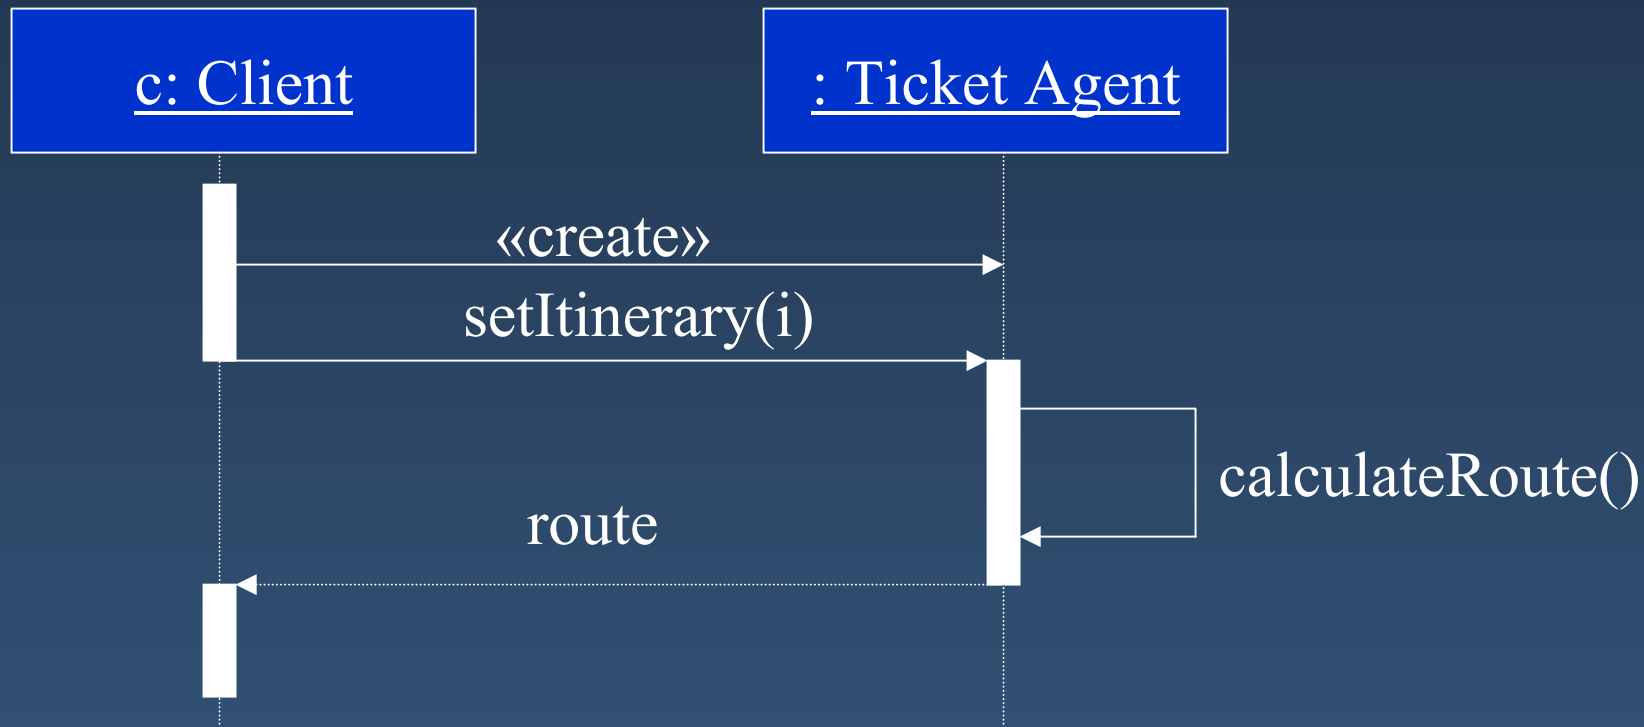 c: Client
: Ticket Agent
«create»
setItinerary(i)
calculateRoute()
route